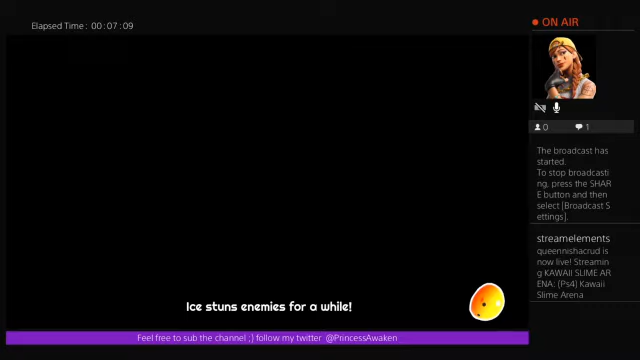 Elapsed Time : 00:07:09
ON AIR
0 1
The broadcast has
started.
To stop broadcasti
ng, press the SHAR
E button and then
select [Broadcast S
ettings].
streamelements
queennishacrud is
now live! Streamin
g KAWAII SLIME AR
ENA: (Ps4) Kawaii
Slime Arena
Ice stuns enemies for a while!
Feel free to sub the channel ;) follow my twitter @PrincessAwaken